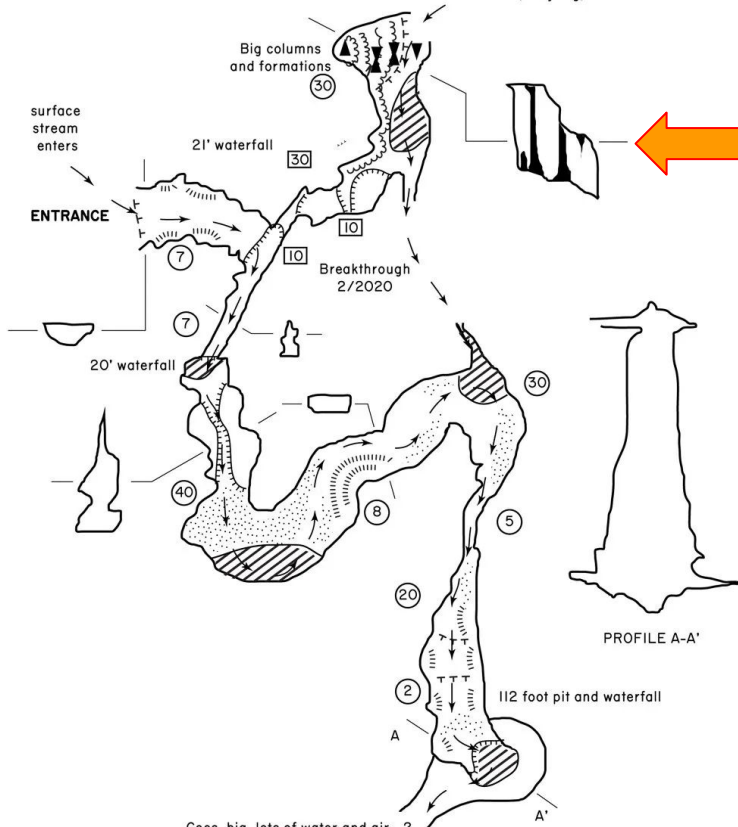 Big columns
and formations
30
surface
stream
enters
21' waterfall
30
ENTRANCE
10
7
10
Breakthrough
2/2020
7
20' waterfall
30
40
8
5
20
PROFILE A-A'
2
112 foot pit and waterfall
A
A'